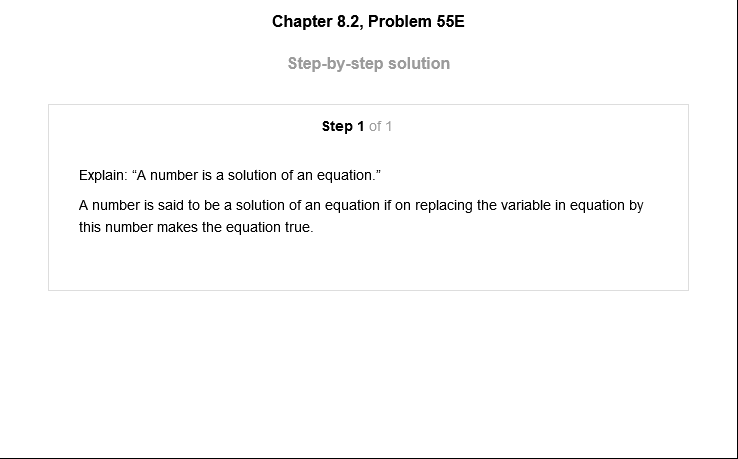 Chapter 8.2, Problem 55E
Step-by-step solution
Step 1 of 1
Explain: “A number is a solution of an equation.”
A number is said to be a solution of an equation if on replacing the variable in equation by
this number makes the equation true.